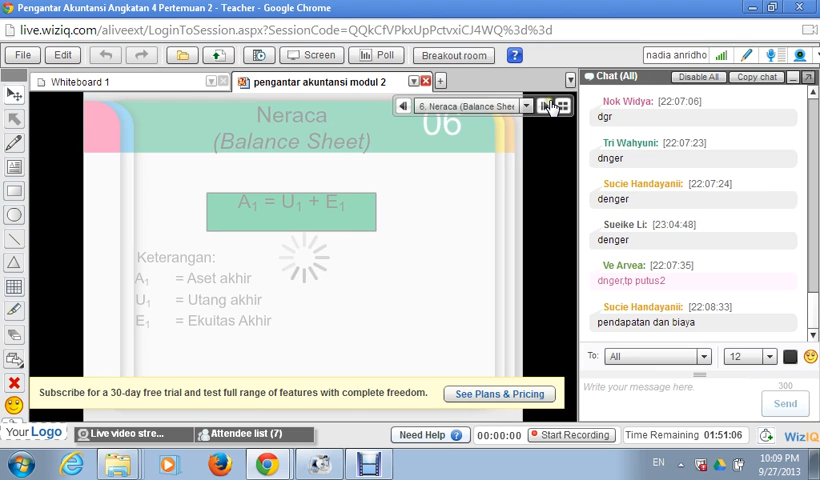 Pengantar Akuntansi Angkatan 4 Pertemuan 2 - Teacher - Google Chrome
live.wiziq.com/aliveext/LoginToSession.aspx?SessionCode=QQkCfVPkxUpPctvxiCJ4WQ%3d%3d
File Edit Screen Poll Breakout room ? nadia anridho
Whiteboard 1 pengantar akuntansi modul 2 +
6. Neraca (Balance Shee
06
Neraca
(Balance Sheet)
A1 = U1 + E1
Keterangan:
A1 = Aset akhir
U1 = Utang akhir
E1 = Ekuitas Akhir
Subscribe for a 30-day free trial and test full range of features with complete freedom. See Plans & Pricing
Chat (All) Disable All Copy chat
Nok Widya: [22:07:06]
dgr
Tri Wahyuni: [22:07:23]
dnger
Sucie Handayanii: [22:07:24]
denger
Sueike Li: [23:04:48]
denger
Ve Arvea: [22:07:35]
dnger,tp putus2
Sucie Handayanii: [22:08:33]
pendapatan dan biaya
To: All 12
Write your message here. 300
Send
Your Logo Live video stre... Attendee list (7) Need Help ? 00:00:00 Start Recording Time Remaining 01:51:06 WizIQ
EN 10:09 PM
9/27/2013